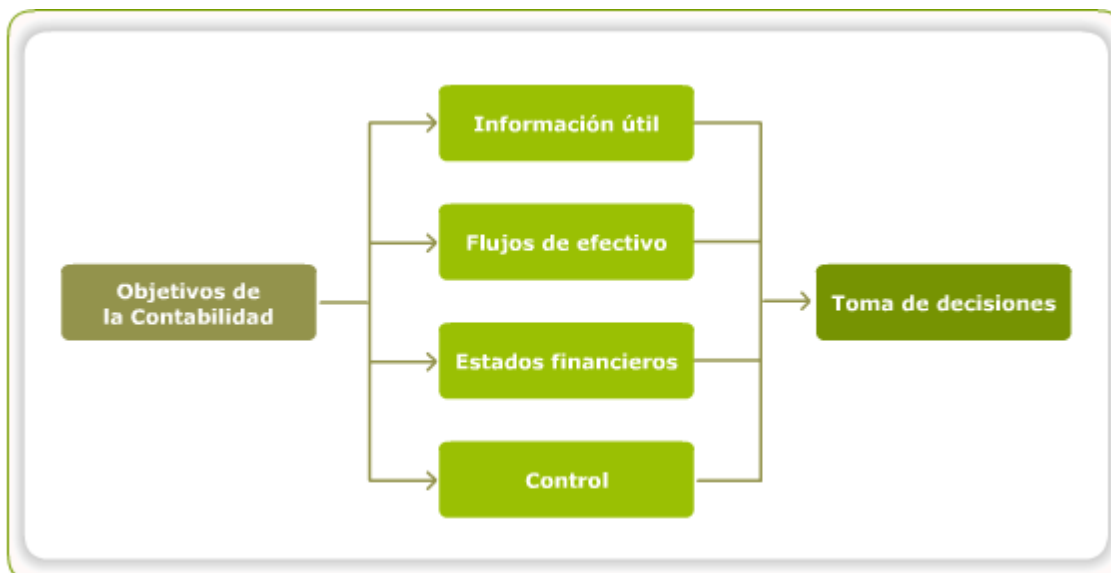 Objetivos de
la Contabilidad
Información útil
Flujos de efectivo
Estados financieros
Control
Toma de decisiones